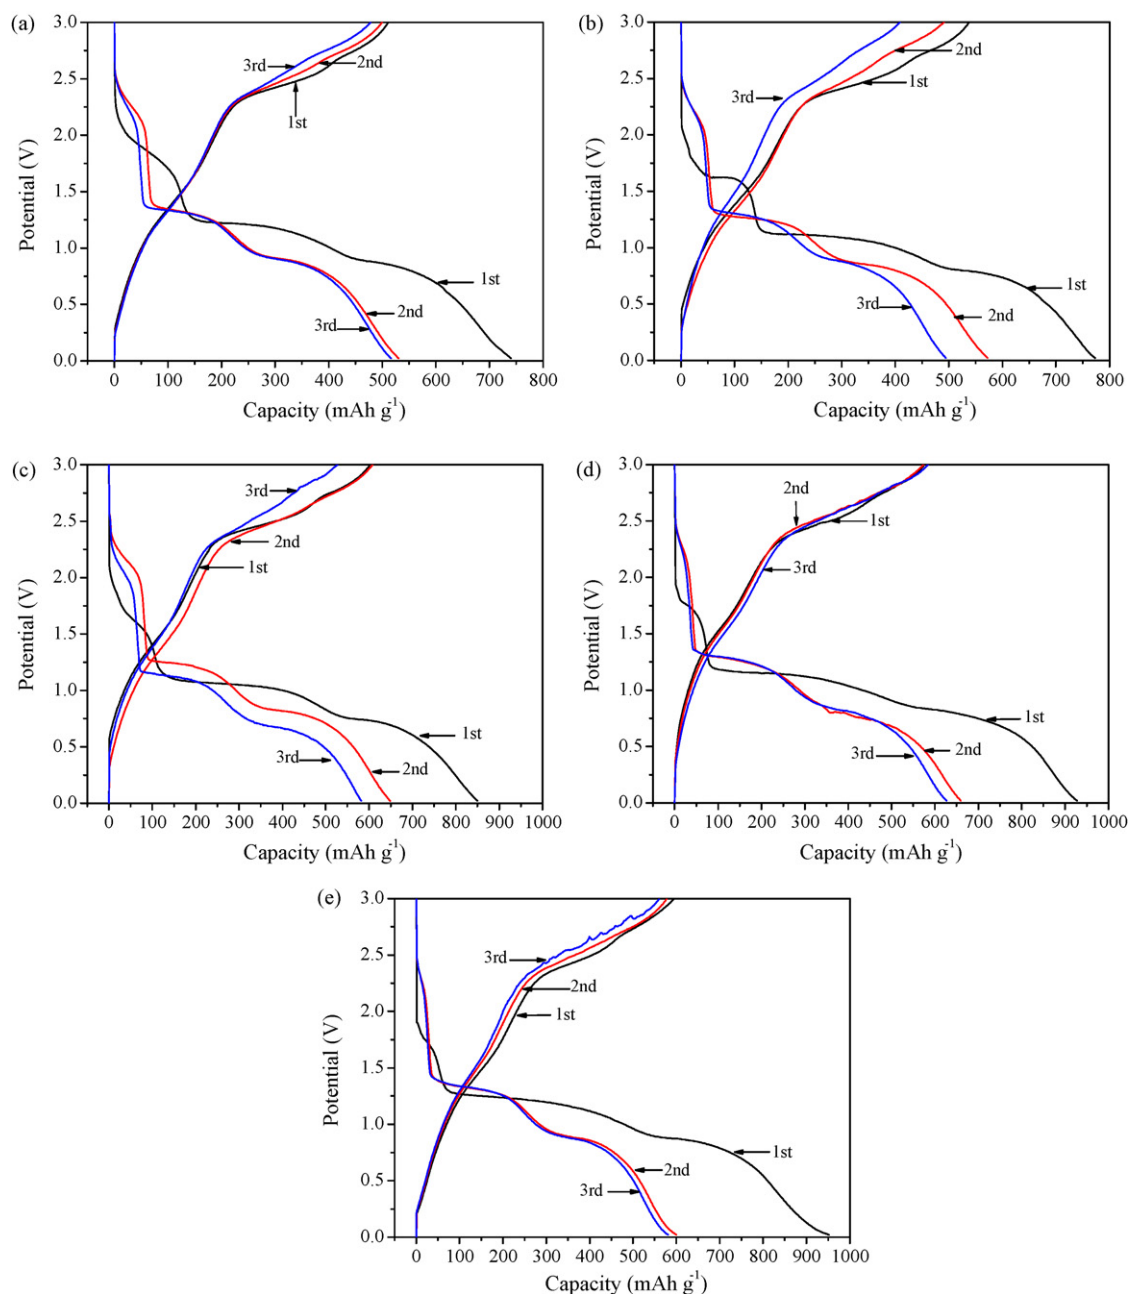 (a)
3.0
2.5
2.0
1.5
1.0
0.5
0.0
Potential (V)
3rd
2nd
1st
1st
2nd
3rd
0 100 200 300 400 500 600 700 800
Capacity (mAh g-1)
(b)
3.0
2.5
2.0
1.5
1.0
0.5
0.0
Potential (V)
2nd
3rd
1st
1st
3rd
2nd
0 100 200 300 400 500 600 700 800
Capacity (mAh g-1)
(c)
3.0
2.5
2.0
1.5
1.0
0.5
0.0
Potential (V)
3rd
2nd
1st
1st
3rd
2nd
0 100 200 300 400 500 600 700 800 900 1000
Capacity (mAh g-1)
(d)
3.0
2.5
2.0
1.5
1.0
0.5
0.0
Potential (V)
2nd
1st
3rd
1st
3rd
2nd
0 100 200 300 400 500 600 700 800 900 1000
Capacity (mAh g-1)
(e)
3.0
2.5
2.0
1.5
1.0
0.5
0.0
Potential (V)
3rd
2nd
1st
1st
2nd
3rd
0 100 200 300 400 500 600 700 800 900 1000
Capacity (mAh g-1)